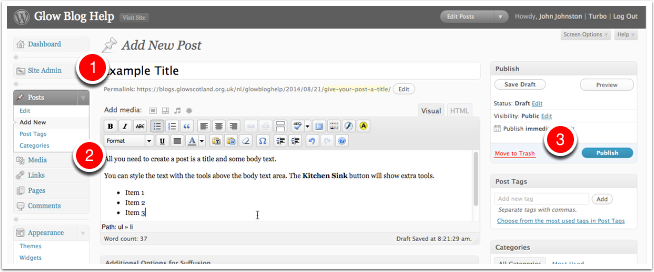 Glow Blog Help
Visit Site
Edit Posts
Howdy, John Johnston | Turbo | Log Out
Screen Options
Help
Dashboard
Site Admin
Posts
Edit
Add New
Post Tags
Categories
Media
Links
Pages
Comments
Appearance
Themes
Widgets
Add New Post
1
Example Title
Permalink: https://blogs.glowscotland.org.uk/nl/glowbloghelp/2014/08/21/give-your-post-a-title/ Edit
Add media:
Visual HTML
B I ABC
Format U A
2
All you need to create a post is a title and some body text.
You can style the text with the tools above the body text area. The Kitchen Sink button will show extra tools.
• Item 1
• Item 2
• Item 3
Path: ul » li
Word count: 37
Draft Saved at 8:21:29 am.
Additional Options for Suffusion
Publish
Save Draft Preview
Status: Draft Edit
Visibility: Public Edit
Publish immedi
3
Move to Trash Publish
Post Tags
Add new tag Add
Separate tags with commas.
Choose from the most used tags in Post Tags
Categories
All Categories Most Used